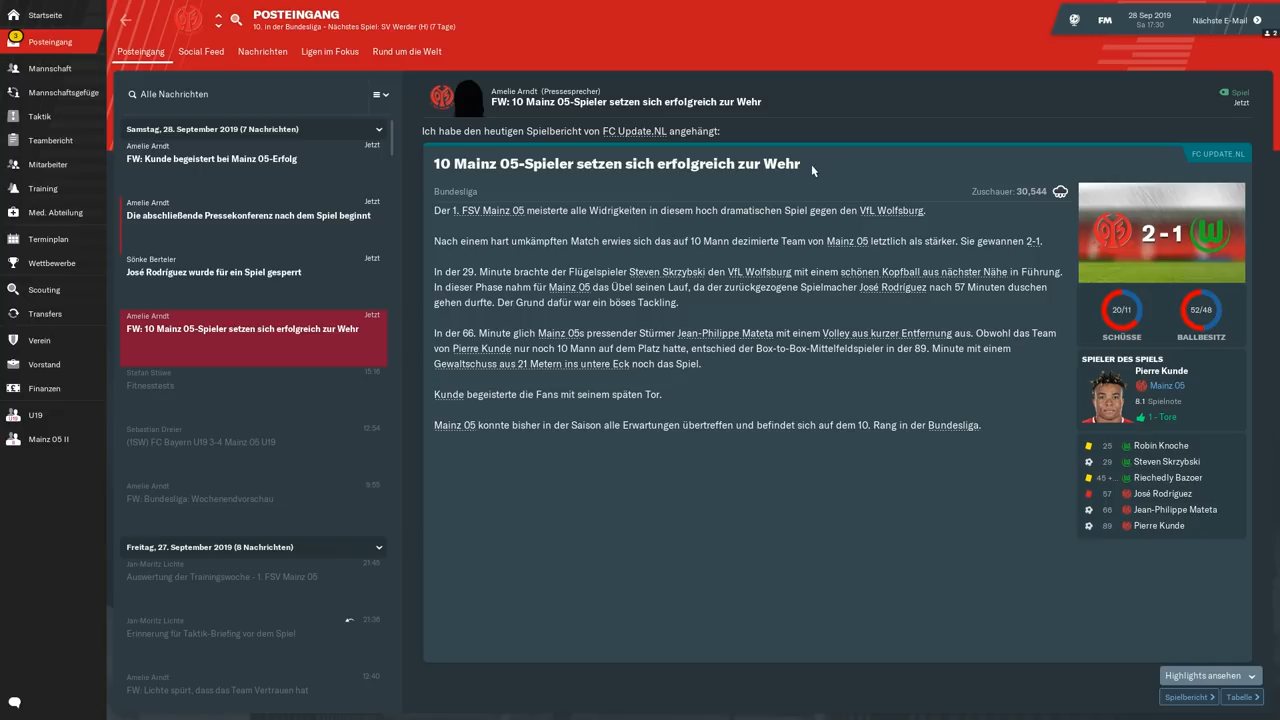 Startseite
3
Posteingang
Mannschaft
Mannschaftsgefüge
Taktik
Teambericht
Mitarbeiter
Training
Med. Abteilung
Terminplan
Wettbewerbe
Scouting
Transfers
Verein
Vorstand
Finanzen
U19
Mainz 05 II
POSTEINGANG
10. in der Bundesliga - Nächstes Spiel: SV Werder (H) (7 Tage)
FM
28 Sep 2019
Sa 17:30
Nächste E-Mail
2
Posteingang
Social Feed
Nachrichten
Ligen im Fokus
Rund um die Welt
Alle Nachrichten
Samstag, 28. September 2019 (7 Nachrichten)
Amelie Arndt
Jetzt
FW: Kunde begeistert bei Mainz 05-Erfolg
Amelie Arndt
Jetzt
Die abschließende Pressekonferenz nach dem Spiel beginnt
Sönke Berteler
Jetzt
José Rodríguez wurde für ein Spiel gesperrt
Amelie Arndt
Jetzt
FW: 10 Mainz 05-Spieler setzen sich erfolgreich zur Wehr
Stefan Stüwe
15:18
Fitnesstests
Sebastian Dreier
12:54
(1SW) FC Bayern U19 3-4 Mainz 05 U19
Amelie Arndt
9:55
FW: Bundesliga: Wochenendvorschau
Freitag, 27. September 2019 (8 Nachrichten)
Jan-Moritz Lichte
21:45
Auswertung der Trainingswoche - 1. FSV Mainz 05
Jan-Moritz Lichte
21:36
Erinnerung für Taktik-Briefing vor dem Spiel
Amelie Arndt
12:40
FW: Lichte spürt, dass das Team Vertrauen hat
Amelie Arndt (Pressesprecher)
FW: 10 Mainz 05-Spieler setzen sich erfolgreich zur Wehr
Spiel
Jetzt
Ich habe den heutigen Spielbericht von FC Update.NL angehängt:
10 Mainz 05-Spieler setzen sich erfolgreich zur Wehr
FC UPDATE.NL
Bundesliga
Zuschauer: 30,544
Der 1. FSV Mainz 05 meisterte alle Widrigkeiten in diesem hoch dramatischen Spiel gegen den VfL Wolfsburg.
Nach einem hart umkämpften Match erwies sich das auf 10 Mann dezimierte Team von Mainz 05 letztlich als stärker. Sie gewannen 2-1.
In der 29. Minute brachte der Flügelspieler Steven Skrzybski den VfL Wolfsburg mit einem schönen Kopfball aus nächster Nähe in Führung.
In dieser Phase nahm für Mainz 05 das Übel seinen Lauf, da der zurückgezogene Spielmacher José Rodríguez nach 57 Minuten duschen
gehen durfte. Der Grund dafür war ein böses Tackling.
In der 66. Minute glich Mainz 05s pressender Stürmer Jean-Philippe Mateta mit einem Volley aus kurzer Entfernung aus. Obwohl das Team
von Pierre Kunde nur noch 10 Mann auf dem Platz hatte, entschied der Box-to-Box-Mittelfeldspieler in der 89. Minute mit einem
Gewaltschuss aus 21 Metern ins untere Eck noch das Spiel.
Kunde begeisterte die Fans mit seinem späten Tor.
Mainz 05 konnte bisher in der Saison alle Erwartungen übertreffen und befindet sich auf dem 10. Rang in der Bundesliga.
2 - 1
20/11
SCHÜSSE
52/48
BALLBESITZ
SPIELER DES SPIELS
Pierre Kunde
Mainz 05
8.1 Spielnote
1 - Tore
25 Robin Knoche
29 Steven Skrzybski
45 +... Riechedly Bazoer
57 José Rodríguez
66 Jean-Philippe Mateta
89 Pierre Kunde
Highlights ansehen
Spielbericht
Tabelle